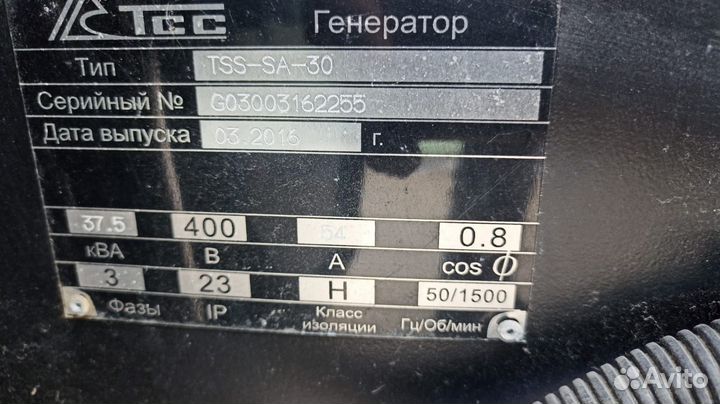 ТСС Генератор
Тип TSS-SA-30
Серийный № G03003162255
Дата выпуска 03.2016 г.
37.5 400 54 0.8
кВА В А cos ϕ
3 23 H 50/1500
Фазы IP Класс изоляции Гц/Об/мин
Avito